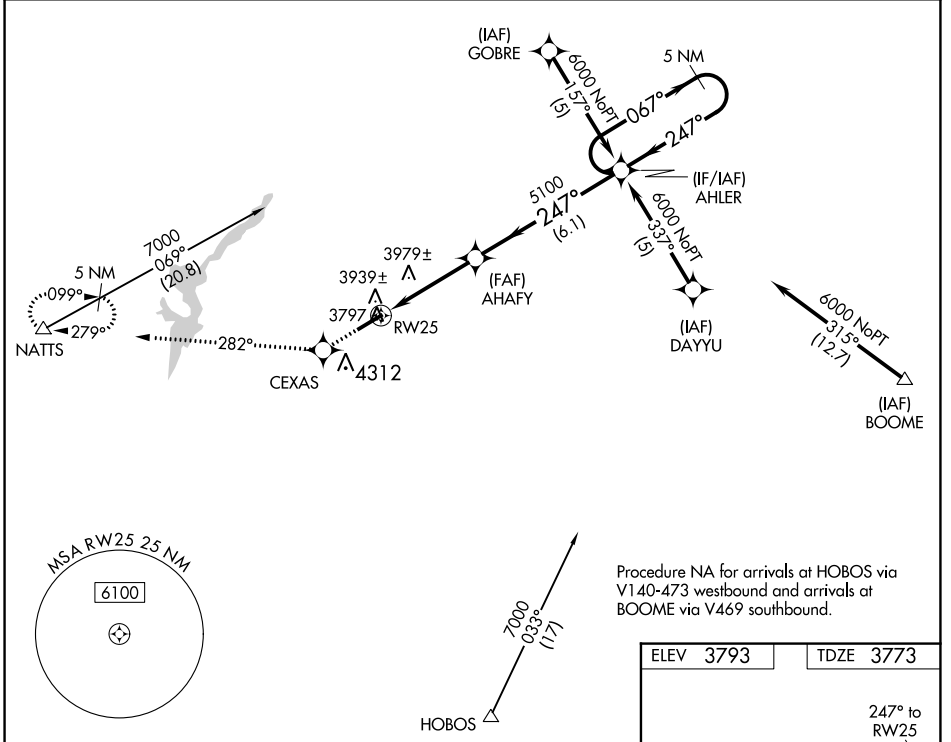 (IAF)
GOBRE
6000 NoPT
157°
(5)
5 NM
067°
247°
(IF/IAF)
AHLER
5100
247°
(6.1)
6000 NoPT
337°
(5)
(IAF)
DAYYU
7000
069°
(20.8)
5 NM
099°
279°
NATTS
3979±
3939±
3797
RW25
(FAF)
AHAFY
282°
CEXAS
4312
6000 NoPT
315°
(12.7)
(IAF)
BOOME
MSA RW25 25 NM
6100
7000
033°
(17)
HOBOS
Procedure NA for arrivals at HOBOS via
V140-473 westbound and arrivals at
BOOME via V469 southbound.
ELEV 3793
TDZE 3773
247° to
RW25